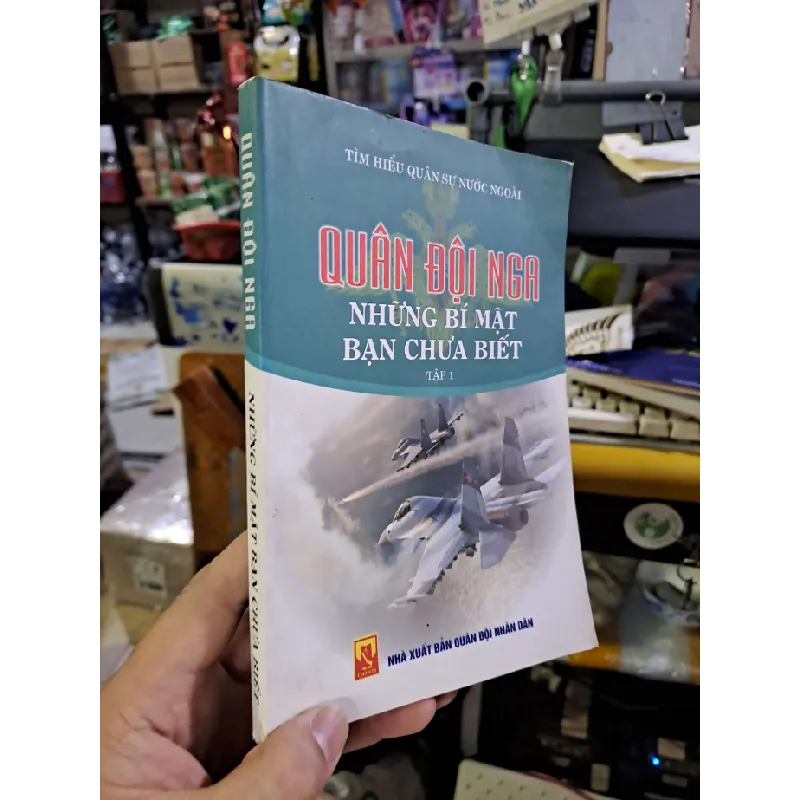 TÌM HIỂU QUÂN SỰ NƯỚC NGOÀI
QUÂN ĐỘI NGA
NHỮNG BÍ MẬT
BẠN CHƯA BIẾT
TẬP 1
NHÀ XUẤT BẢN QUÂN ĐỘI NHÂN DÂN
QUÂN ĐỘI NGA
NHỮNG BÍ MẬT BẠN CHƯA BIẾT